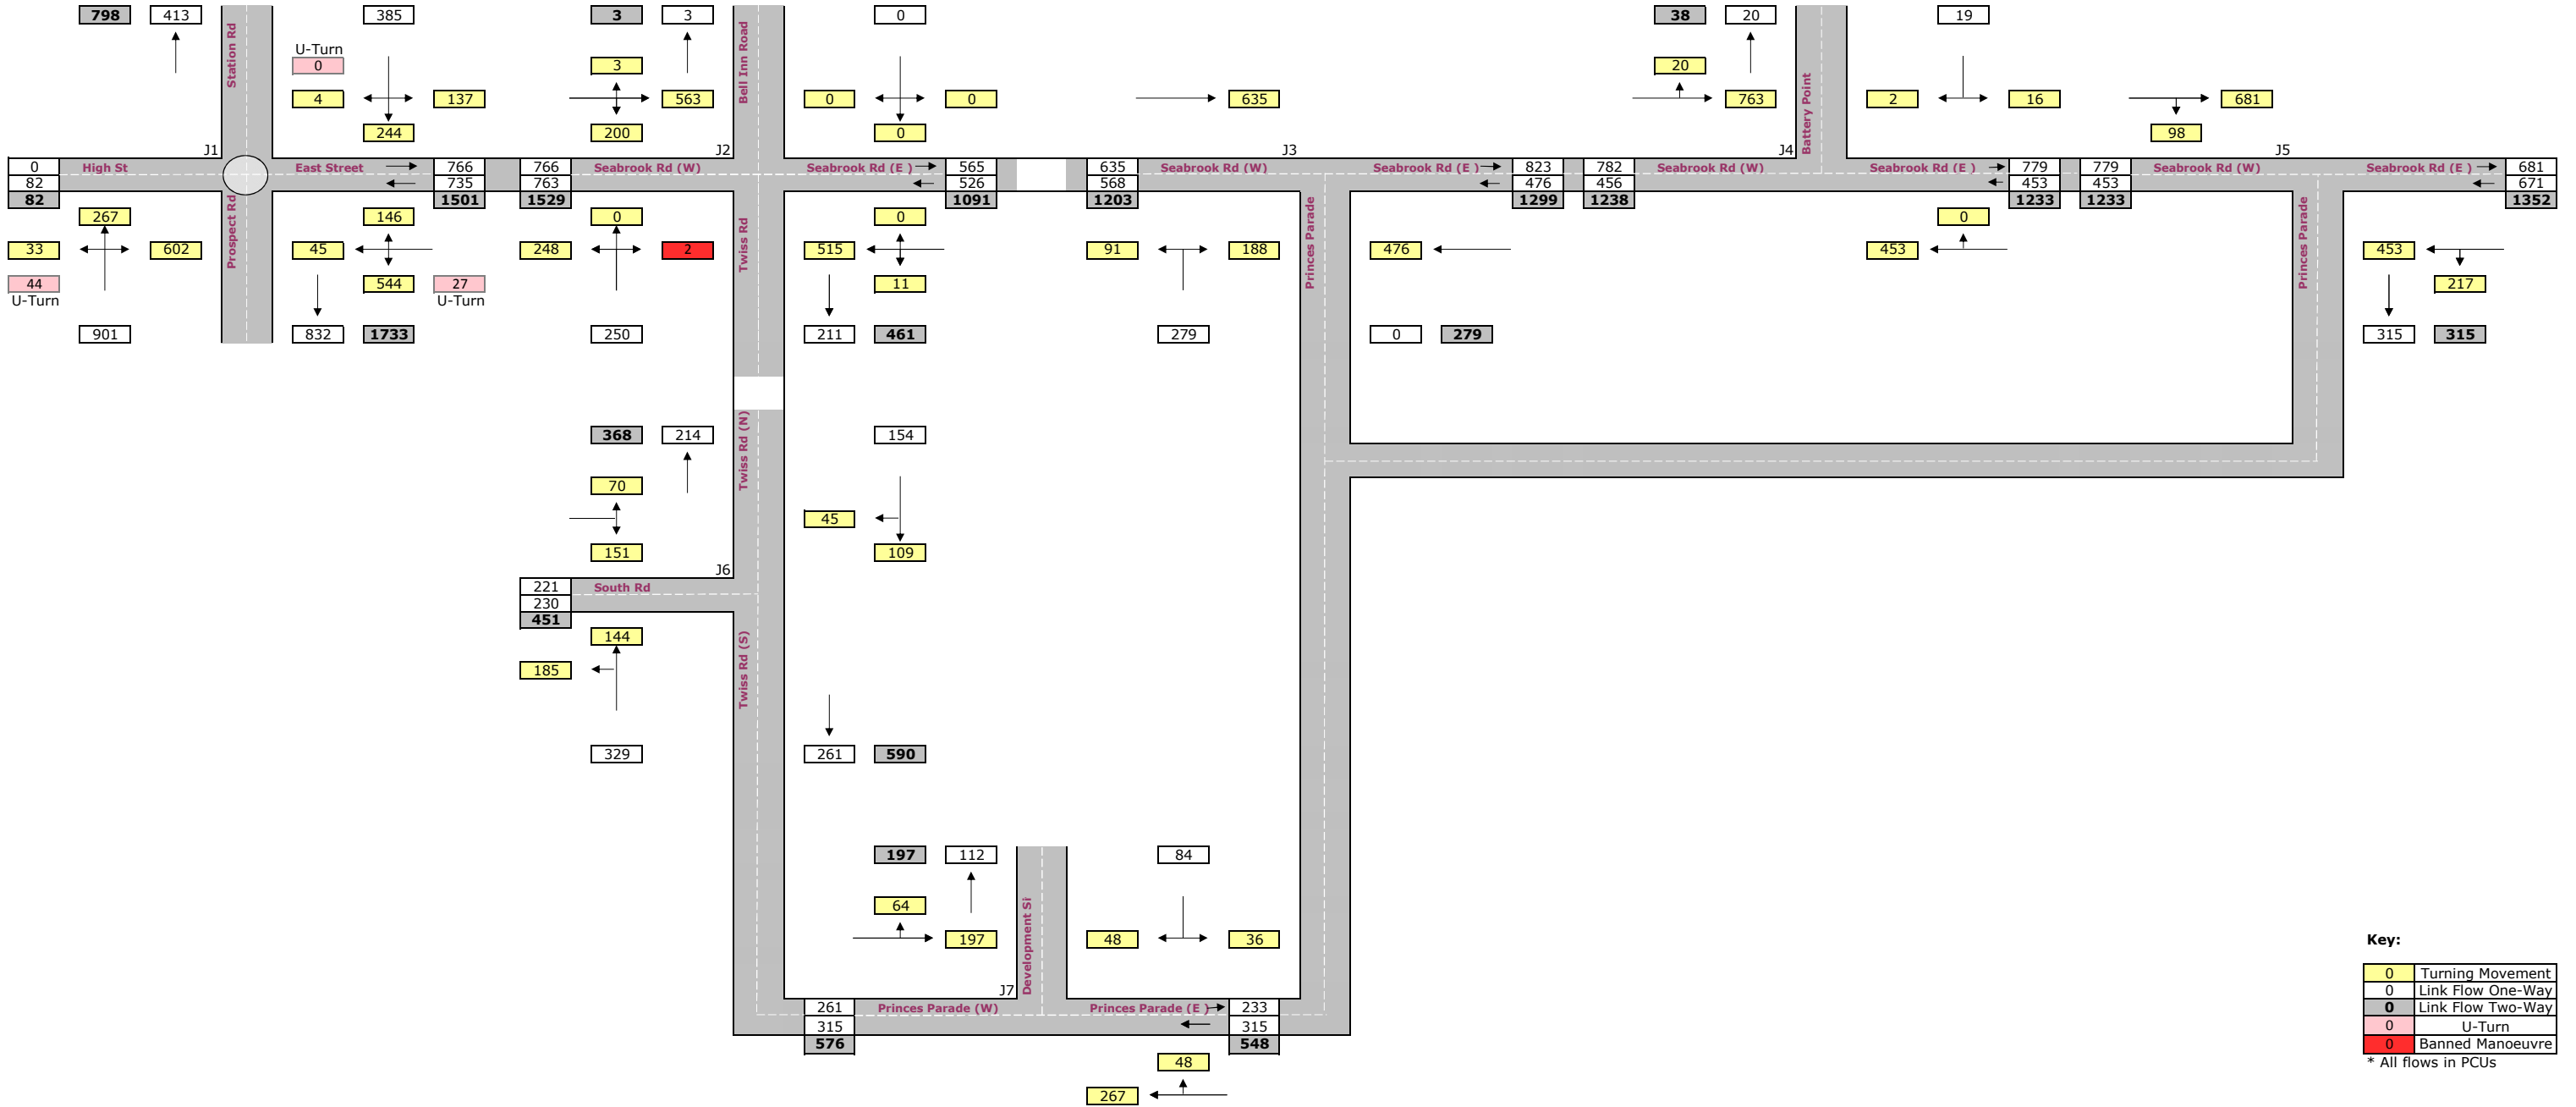 798 413 385 3 3 0 38 20 19
Station Rd
Bell Inn Road
Battery Point
U-Turn
0 3 20
4 137 563 0 0 635 763 2 16 681
244 200 0 98
J1 J2 J3 J4 J5
0 High St East Street 766 766 Seabrook Rd (W) Seabrook Rd (E ) 565 635 Seabrook Rd (W) Seabrook Rd (E ) 823 782 Seabrook Rd (W) Seabrook Rd (E ) 779 779 Seabrook Rd (W) Seabrook Rd (E ) 681
82 735 763 526 568 476 456 453 453 671
82 1501 1529 1091 1203 1299 1238 1233 1233 1352
Prospect Rd
Twiss Rd
Princes Parade
Princes Parade
267 146 0 0 0
33 602 45 248 2 515 91 188 476 453 453
44 544 27 11 217
U-Turn U-Turn
901 832 1733 250 211 461 279 0 279 315 315
368 214 154
Twiss Rd (N)
70
45
151 109
J6
221 South Rd
230
451
144
185
Twiss Rd (S)
329 261 590
197 112 84
64
197 48 36
Development Si
J7
261 Princes Parade (W) Princes Parade (E ) 233
315 315
576 548
48
267
Key:
0 Turning Movement
0 Link Flow One-Way
0 Link Flow Two-Way
0 U-Turn
0 Banned Manoeuvre
* All flows in PCUs